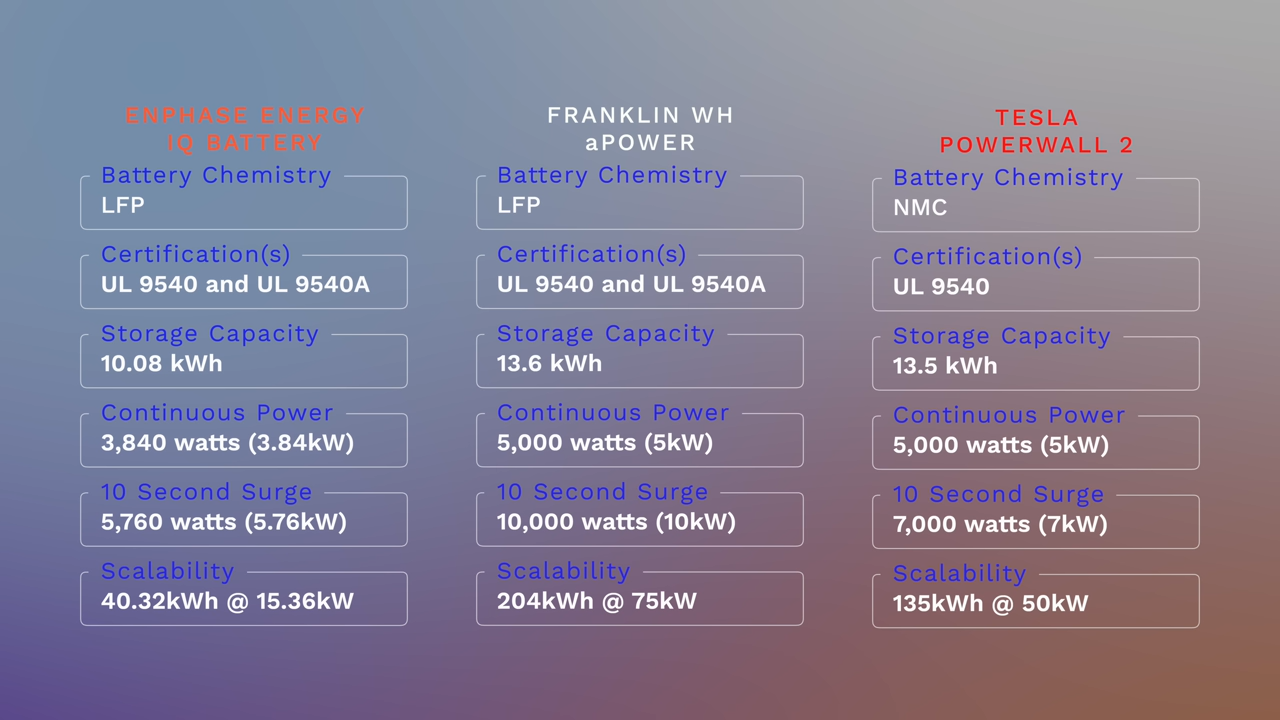 ENPHASE ENERGY
IQ BATTERY
Battery Chemistry
LFP
Certification(s)
UL 9540 and UL 9540A
Storage Capacity
10.08 kWh
Continuous Power
3,840 watts (3.84kW)
10 Second Surge
5,760 watts (5.76kW)
Scalability
40.32kWh @ 15.36kW
FRANKLIN WH
aPOWER
Battery Chemistry
LFP
Certification(s)
UL 9540 and UL 9540A
Storage Capacity
13.6 kWh
Continuous Power
5,000 watts (5kW)
10 Second Surge
10,000 watts (10kW)
Scalability
204kWh @ 75kW
TESLA
POWERWALL 2
Battery Chemistry
NMC
Certification(s)
UL 9540
Storage Capacity
13.5 kWh
Continuous Power
5,000 watts (5kW)
10 Second Surge
7,000 watts (7kW)
Scalability
135kWh @ 50kW